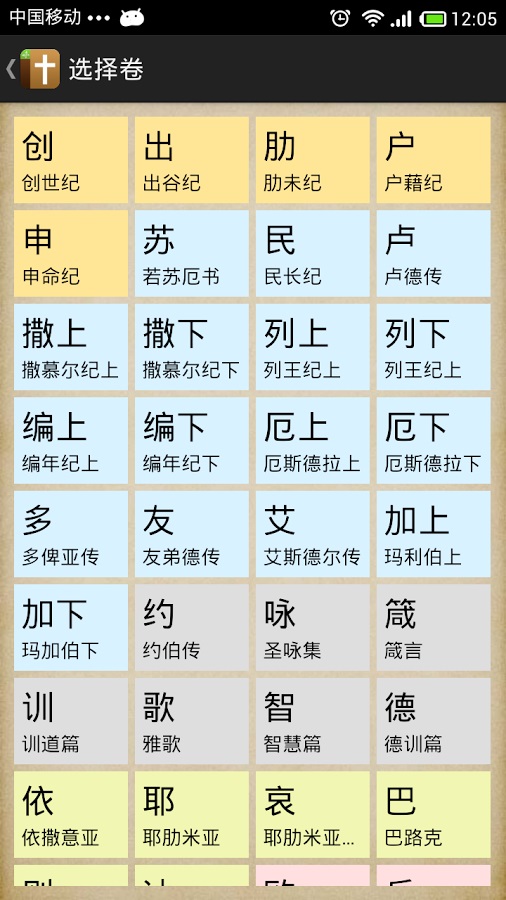 中国移动 12:05
选择卷
创 出 肋 户
创世纪 出谷纪 肋未纪 户藉纪
申 苏 民 卢
申命纪 若苏厄书 民长纪 卢德传
撒上 撒下 列上 列下
撒慕尔纪上 撒慕尔纪下 列王纪上 列王纪上
编上 编下 厄上 厄下
编年纪上 编年纪下 厄斯德拉上 厄斯德拉下
多 友 艾 加上
多俾亚传 友弟德传 艾斯德尔传 玛利伯上
加下 约 咏 箴
玛加伯下 约伯传 圣咏集 箴言
训 歌 智 德
训道篇 雅歌 智慧篇 德训篇
依 耶 哀 巴
依撒意亚 耶肋米亚 耶肋米亚... 巴路克